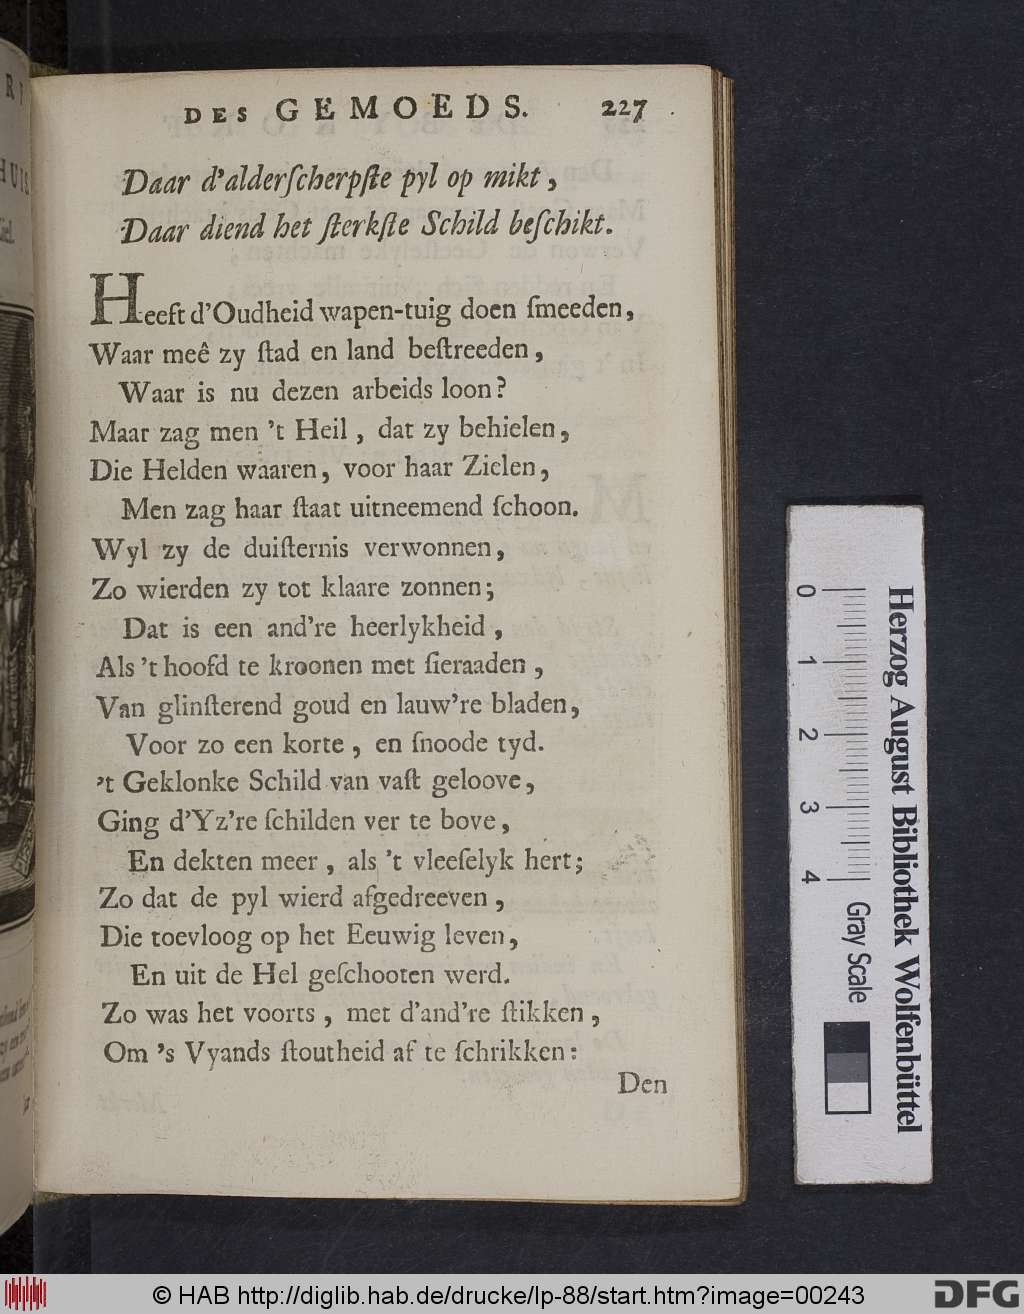 DES GEMOEDS. 227
Daar d'alderſcherpſte pyl op mikt,
Daar diend het ſterkſte Schild beſchikt.
Heeft d'Oudheid wapen-tuig doen ſmeeden,
Waar meê zy ſtad en land beſtreeden,
Waar is nu dezen arbeids loon?
Maar zag men 't Heil, dat zy behielen,
Die Helden waaren, voor haar Zielen,
Men zag haar ſtaat uitneemend ſchoon.
Wyl zy de duiſternis verwonnen,
Zo wierden zy tot klaare zonnen;
Dat is een and're heerlykheid,
Als 't hoofd te kroonen met ſieraaden,
Van glinſterend goud en lauw're bladen,
Voor zo een korte, en ſnoode tyd.
't Geklonke Schild van vaſt geloove,
Ging d'Yz're ſchilden ver te bove,
En dekten meer, als 't vleeſelyk hert;
Zo dat de pyl wierd afgedreeven,
Die toevloog op het Eeuwig leven,
En uit de Hel geſchooten werd.
Zo was het voorts, met d'and're ſtikken,
Om 's Vyands ſtoutheid af te ſchrikken:
Den
0 1 2 3 4
Gray Scale
Herzog August Bibliothek Wolfenbüttel
© HAB http://diglib.hab.de/drucke/lp-88/start.htm?image=00243
DFG